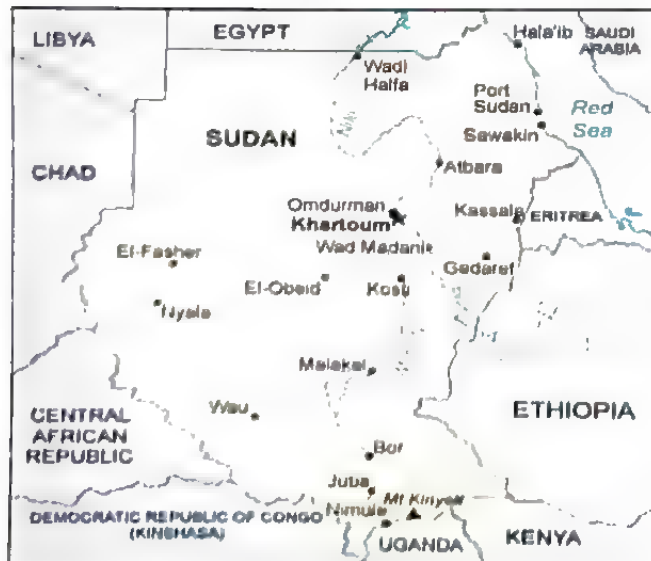 LIBYA
EGYPT
Hala'ib
SAUDI
ARABIA
Wadi
Halfa
Port
Sudan
Red
Sea
Sawakin
Nile
SUDAN
CHAD
Atbara
Omdurman
Khartoum
Kassala
ERITREA
Wad Madani
El-Fasher
Gedaref
El-Obeid
Kosti
Nyala
Malakal
Wau
CENTRAL
AFRICAN
REPUBLIC
ETHIOPIA
Bor
Juba
Mt Kinyeti
Nimule
DEMOCRATIC REPUBLIC OF CONGO
(KINSHASA)
UGANDA
KENYA